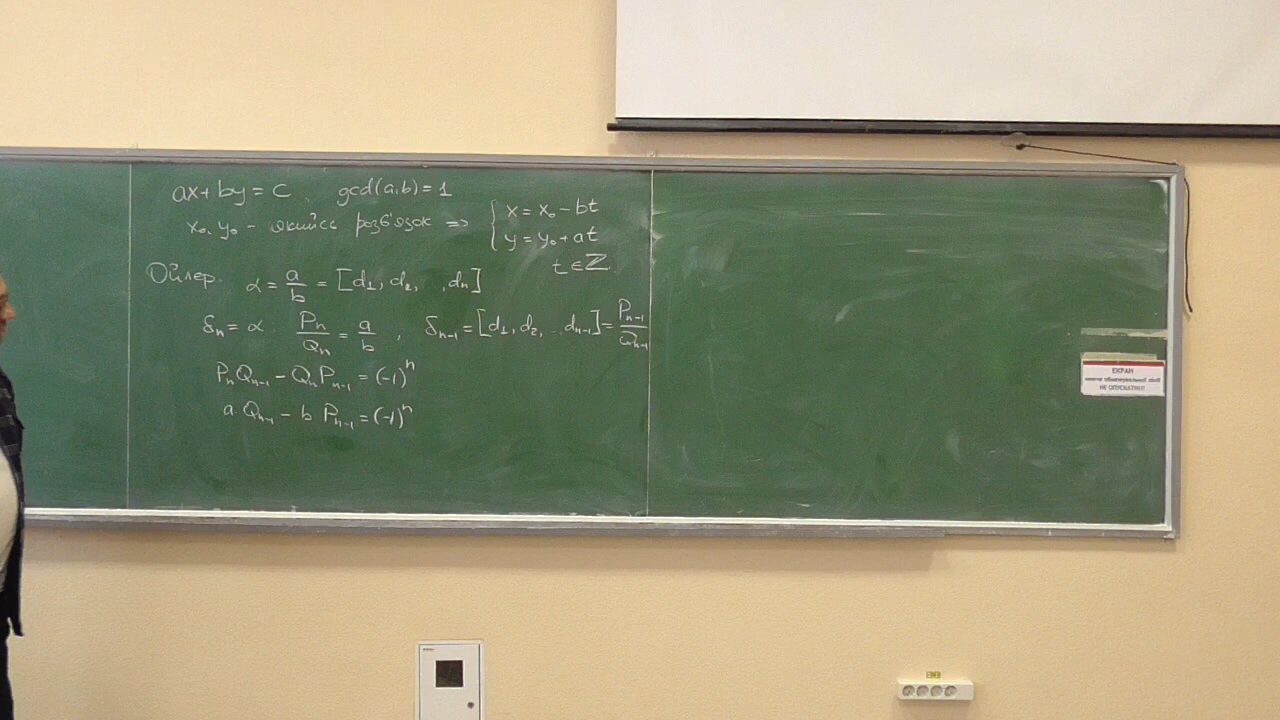 ax + by = c, gcd(a,b) = 1
x₀, y₀ - якийсь розв'язок => { x = x₀ - bt
y = y₀ + at
t ∈ ℤ.
Ойлер. α = a/b = [d₁, d₂, ..., dₙ]
δₙ = α. Pₙ/Qₙ = a/b, δₙ₋₁ = [d₁, d₂, ..., dₙ₋₁] = Pₙ₋₁/Qₙ₋₁
PₙQₙ₋₁ - QₙPₙ₋₁ = (-1)ⁿ
a·Qₙ₋₁ - b Pₙ₋₁ = (-1)ⁿ
ЕКРАН
НЕ ОПУСКАТИ!!!